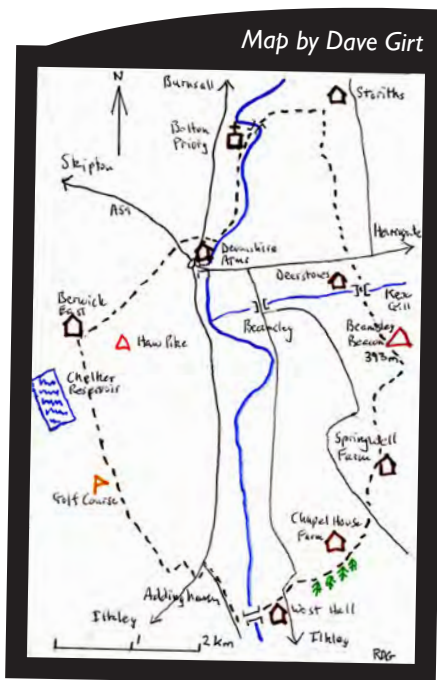 Map by Dave Girt
N
Burnsall
Storiths
Bolton
Priory
Skipton
A59
Devonshire
Arms
Harrogate
Deerstones
Kex
Gill
Berwick
East
Haw Pike
Beamsley
Beamsley
Beacon
393m
Chelker
Reservoir
Springwell
Farm
Golf Course
Chapel House
Farm
Addingham
Ilkley
West Hall
Ilkley
1
2 km
RDG